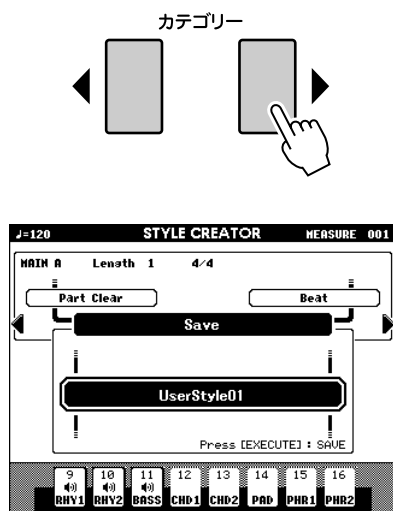 カテゴリー
♩=120 STYLE CREATOR MEASURE 001
MAIN A Length 1 4/4
Part Clear Beat
Save
UserStyle01
Press [EXECUTE] : SAVE
9 10 11 12 13 14 15 16
RHY1 RHY2 BASS CHD1 CHD2 PAD PHR1 PHR2